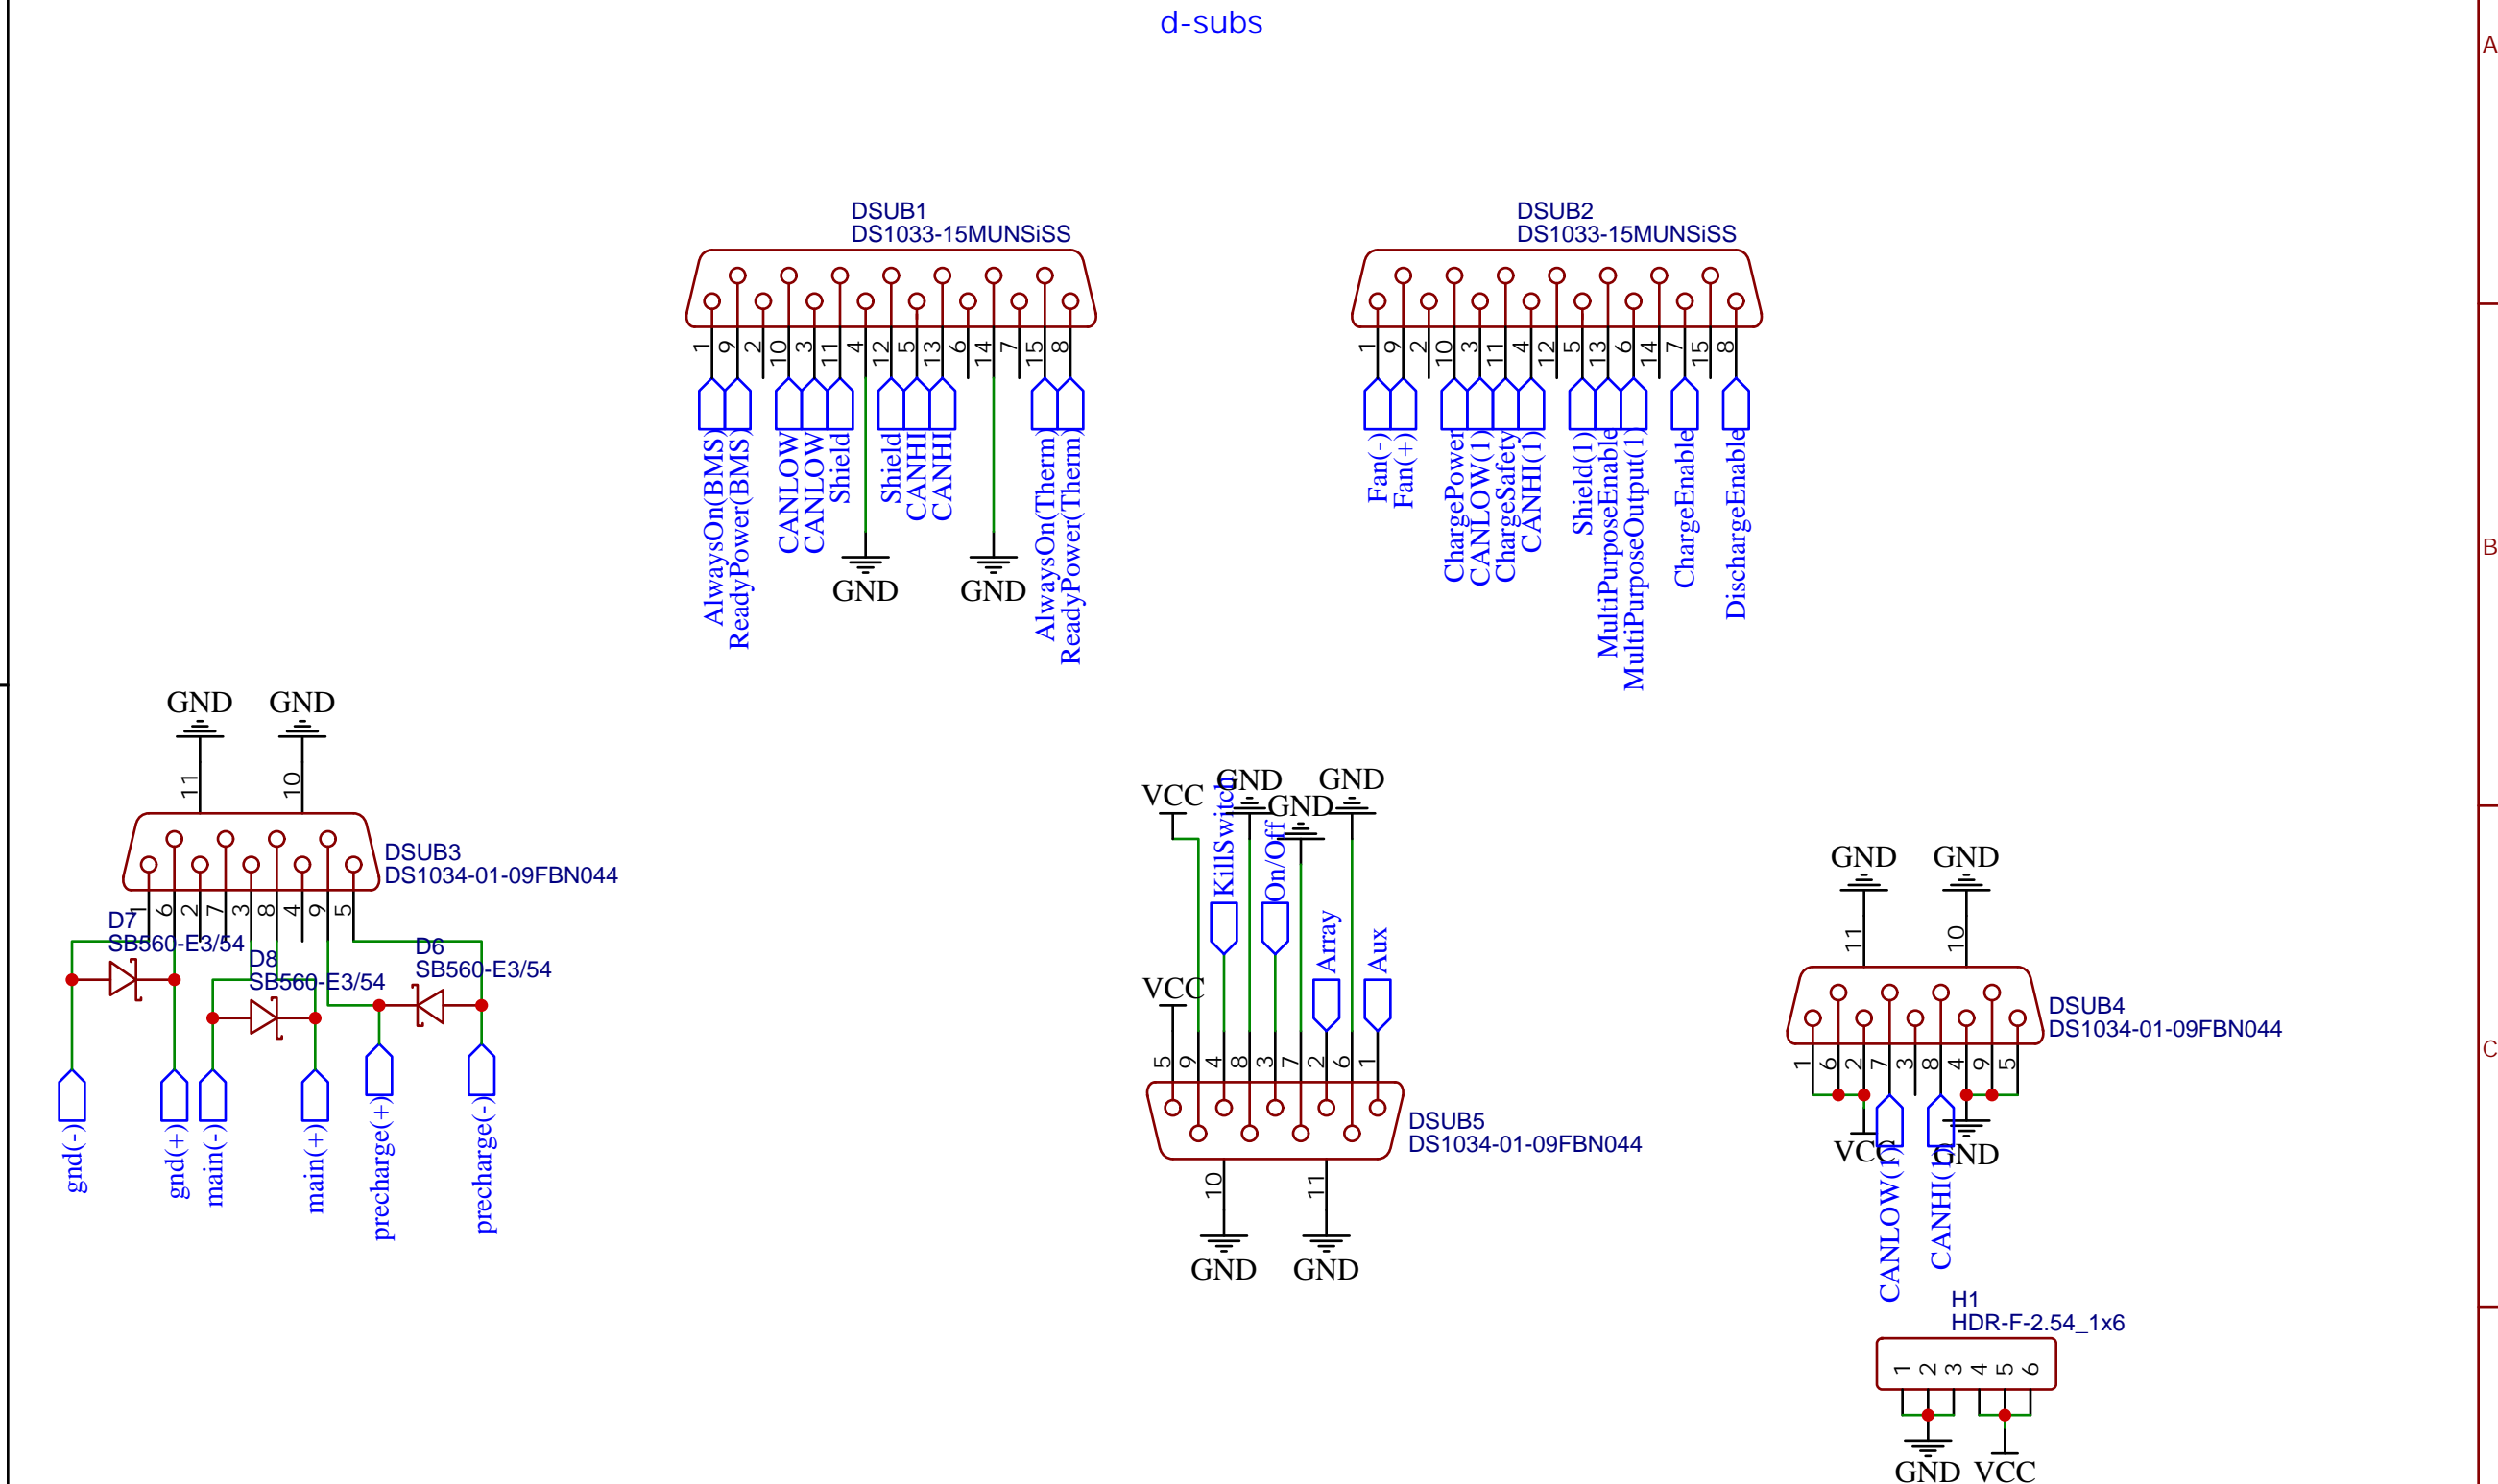 d-subs
A
DSUB1
DS1033-15MUNSiSS
1 9 2 10 3 11 4 12 5 13 6 14 7 15 8
AlwaysOn(BMS)
ReadyPower(BMS)
CANLOW
CANLOW
Shield
GND
Shield
CANHI
CANHI
GND
AlwaysOn(Therm)
ReadyPower(Therm)
DSUB2
DS1033-15MUNSiSS
1 9 2 10 3 11 4 12 5 13 6 14 7 15 8
Fan(-)
Fan(+)
ChargePower
CANLOW(1)
ChargeSafety
CANHI(1)
Shield(1)
MultiPurposeEnable
MultiPurposeOutput(1)
ChargeEnable
DischargeEnable
B
GND GND
11 10
DSUB3
DS1034-01-09FBN044
1 6 2 7 3 8 4 9 5
D7
SB560-E3/54
D8
SB560-E3/54
D6
SB560-E3/54
gnd(-)
gnd(+)
main(-)
main(+)
precharge(+)
precharge(-)
VCC
KillSwitch
GND
On/Off
GND
GND
VCC
Array
Aux
5 9 4 8 3 7 2 6 1
DSUB5
DS1034-01-09FBN044
10 11
GND GND
GND GND
11 10
DSUB4
DS1034-01-09FBN044
1 6 2 7 3 8 4 9 5
VCC
CANLOW(1)
CANHI(1)
GND
C
H1
HDR-F-2.54_1x6
1 2 3 4 5 6
GND VCC